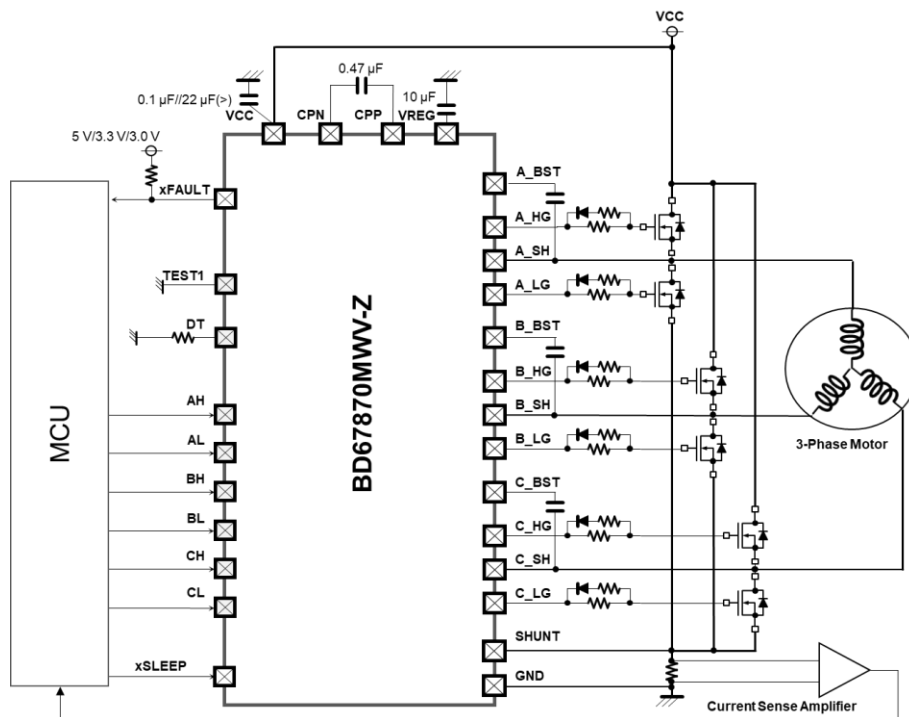 VCC
0.47 µF
0.1 µF//22 µF(>)
10 µF
VCC
CPN
CPP
VREG
5 V/3.3 V/3.0 V
xFAULT
TEST1
DT
AH
AL
BH
BL
CH
CL
xSLEEP
MCU
BD67870MWV-Z
A_BST
A_HG
A_SH
A_LG
B_BST
B_HG
B_SH
B_LG
C_BST
C_HG
C_SH
C_LG
SHUNT
GND
3-Phase Motor
Current Sense Amplifier